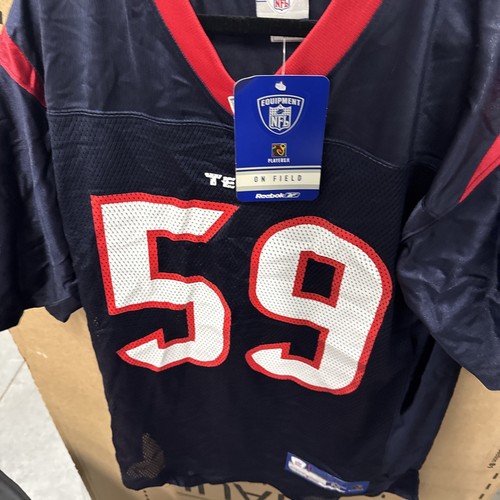 NFL
EQUIPMENT
NFL
PLAYERS
ON FIELD
Reebok
TE
59